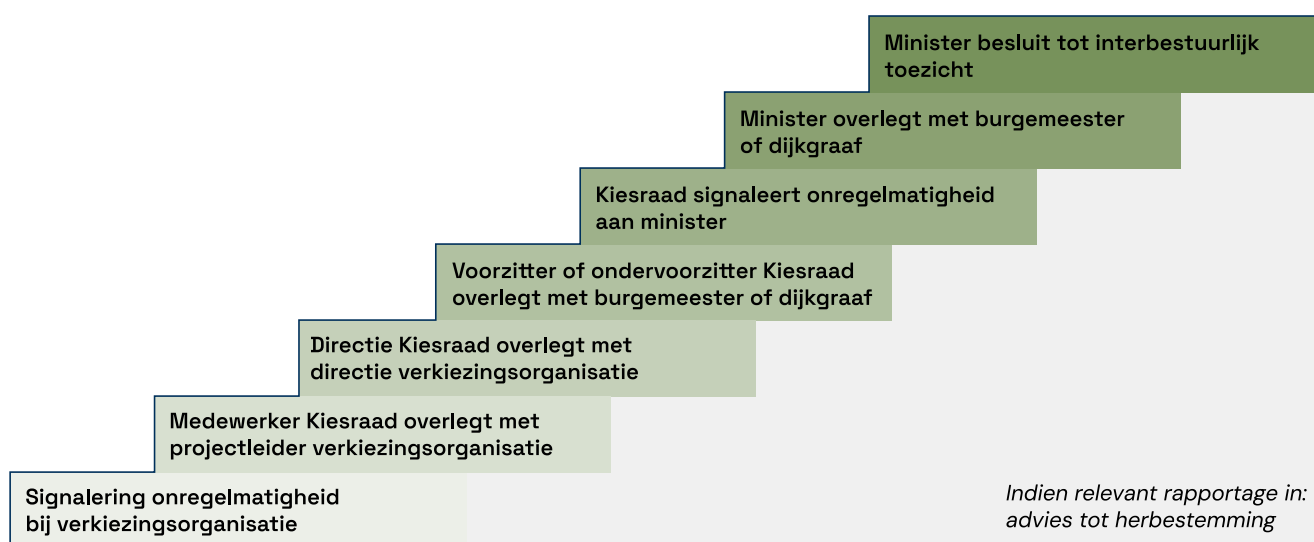 Minister besluit tot interbestuurlijk
toezicht
Minister overlegt met burgemeester
of dijkgraaf
Kiesraad signaleert onregelmatigheid
aan minister
Voorzitter of ondervoorzitter Kiesraad
overlegt met burgemeester of dijkgraaf
Directie Kiesraad overlegt met
directie verkiezingsorganisatie
Medewerker Kiesraad overlegt met
projectleider verkiezingsorganisatie
Signalering onregelmatigheid
bij verkiezingsorganisatie
Indien relevant rapportage in:
advies tot herbestemming